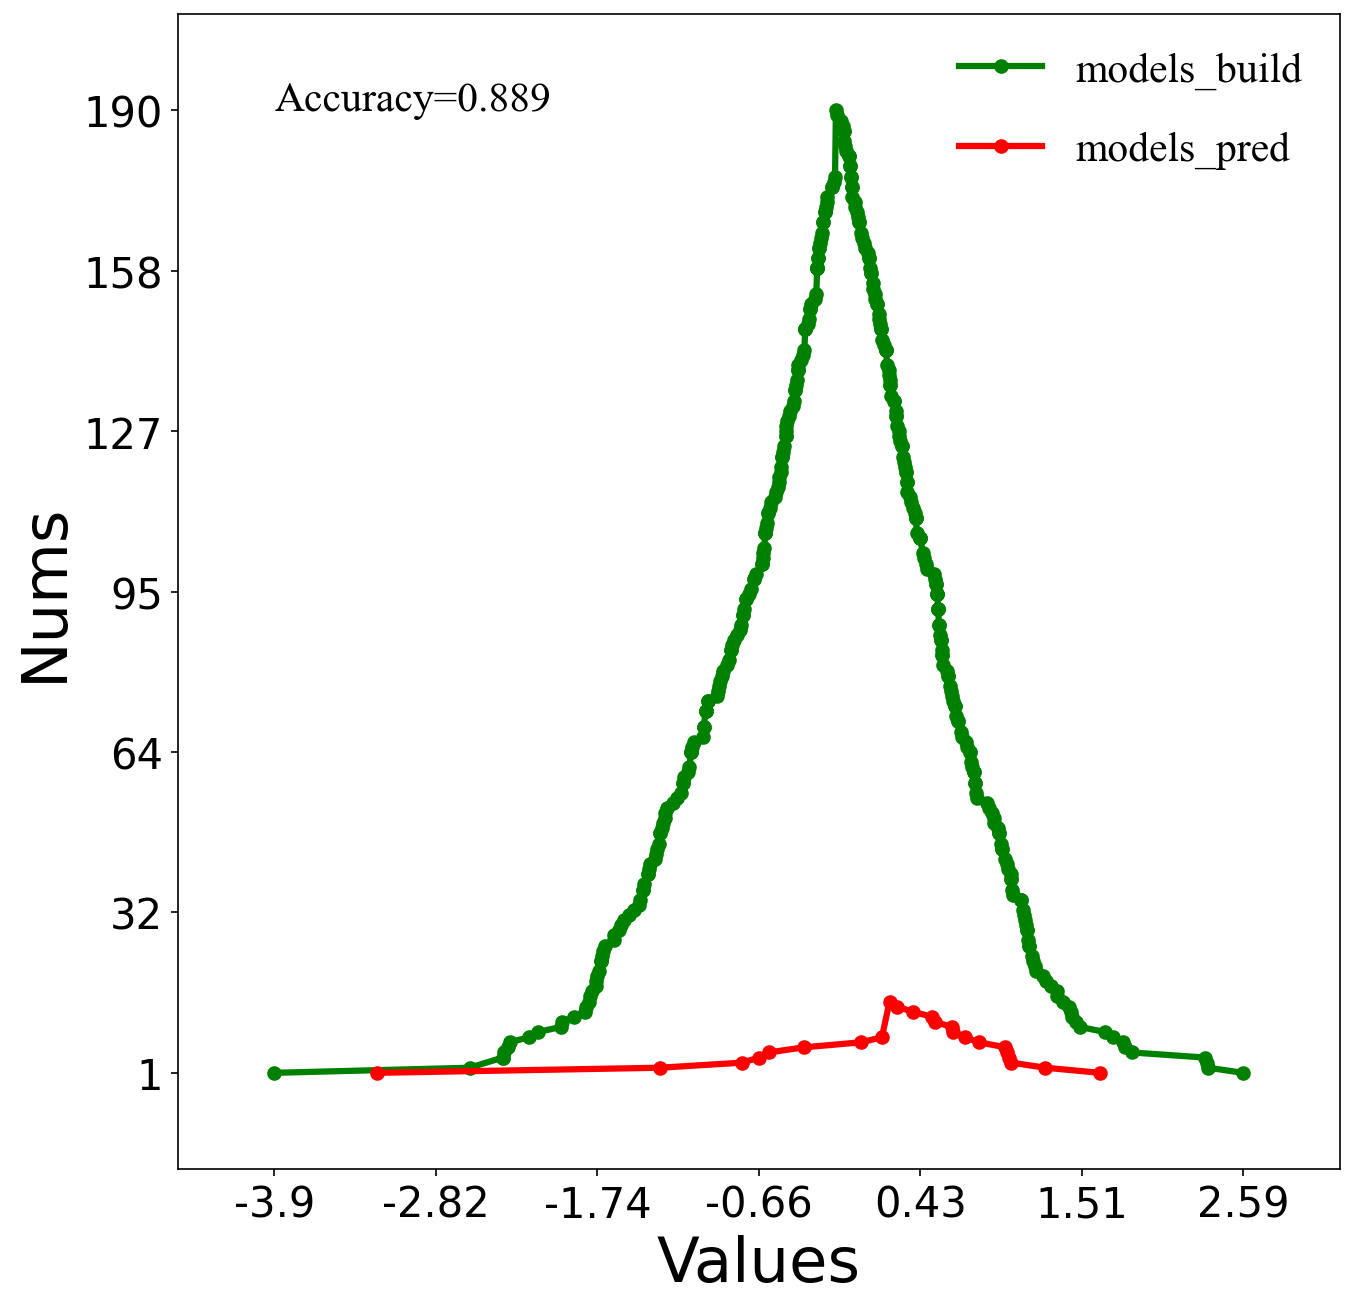 Accuracy=0.889
models_build
models_pred
190
158
127
95
64
32
1
Nums
-3.9 -2.82 -1.74 -0.66 0.43 1.51 2.59
Values